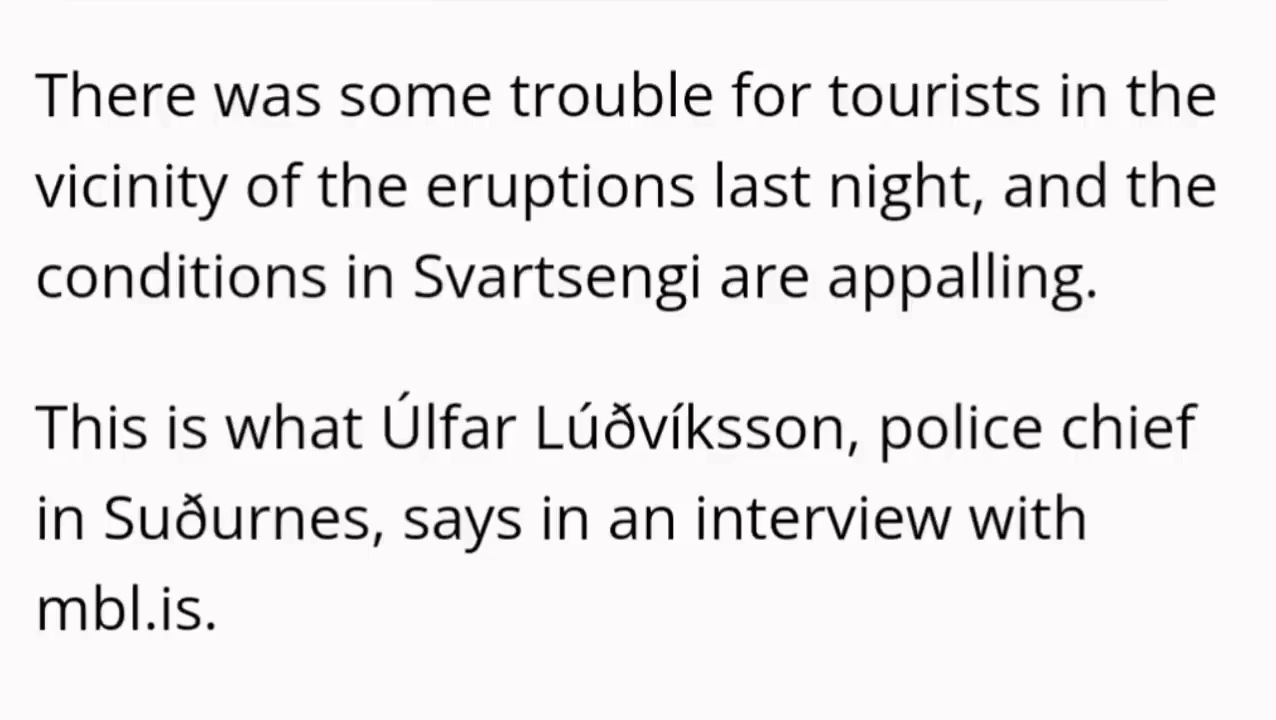 There was some trouble for tourists in the
vicinity of the eruptions last night, and the
conditions in Svartsengi are appalling.
This is what Úlfar Lúðvíksson, police chief
in Suðurnes, says in an interview with
mbl.is.